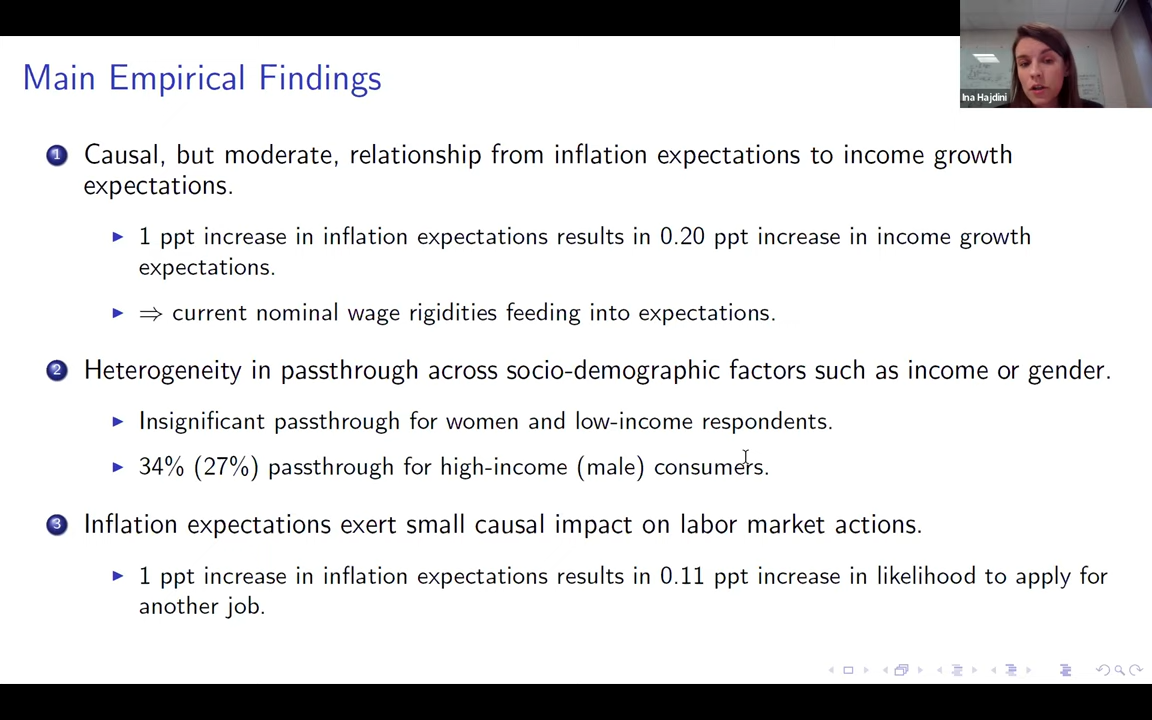 Main Empirical Findings
Ina Hajdini
1 Causal, but moderate, relationship from inflation expectations to income growth
expectations.
▶ 1 ppt increase in inflation expectations results in 0.20 ppt increase in income growth
expectations.
▶ ⇒ current nominal wage rigidities feeding into expectations.
2 Heterogeneity in passthrough across socio-demographic factors such as income or gender.
▶ Insignificant passthrough for women and low-income respondents.
▶ 34% (27%) passthrough for high-income (male) consumers.
3 Inflation expectations exert small causal impact on labor market actions.
▶ 1 ppt increase in inflation expectations results in 0.11 ppt increase in likelihood to apply for
another job.